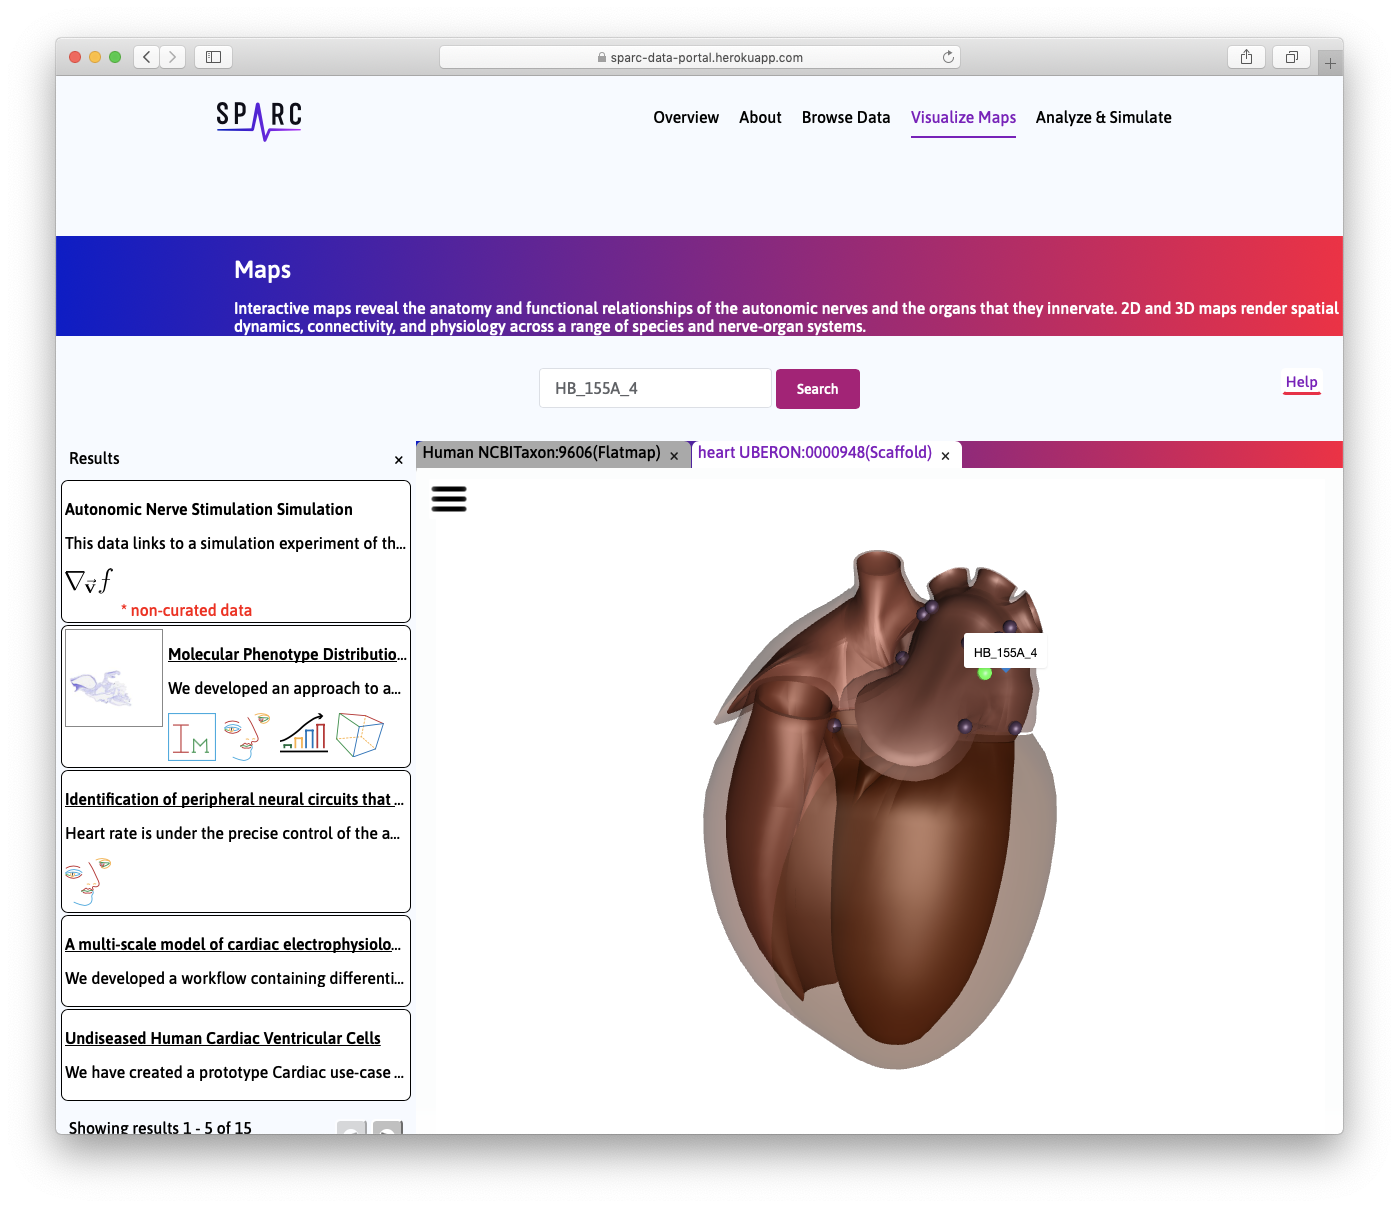 sparc-data-portal.herokuapp.com
SPARC
Overview
About
Browse Data
Visualize Maps
Analyze & Simulate
Maps
Interactive maps reveal the anatomy and functional relationships of the autonomic nerves and the organs that they innervate. 2D and 3D maps render spatial
dynamics, connectivity, and physiology across a range of species and nerve-organ systems.
HB_155A_4
Search
Help
Results
×
Human NCBITaxon:9606(Flatmap) ×
heart UBERON:0000948(Scaffold) ×
Autonomic Nerve Stimulation Simulation
This data links to a simulation experiment of th...
∇v⃗f
* non-curated data
Molecular Phenotype Distributio...
We developed an approach to a...
IM
Identification of peripheral neural circuits that ...
Heart rate is under the precise control of the a...
A multi-scale model of cardiac electrophysiolo...
We developed a workflow containing differenti...
Undiseased Human Cardiac Ventricular Cells
We have created a prototype Cardiac use-case ...
Showing results 1 - 5 of 15
HB_155A_4